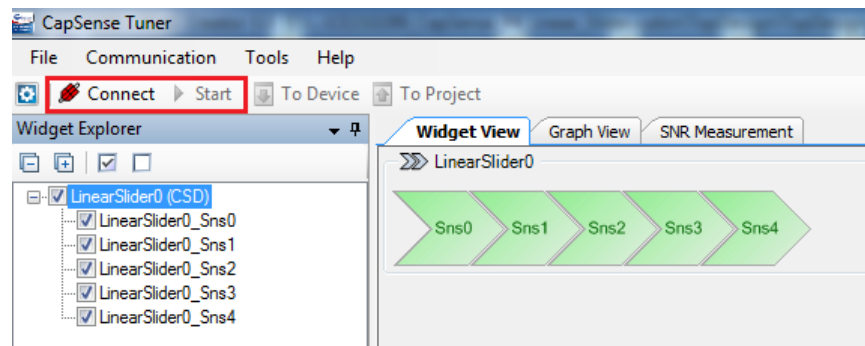 CapSense Tuner
File Communication Tools Help
Connect Start To Device To Project
Widget Explorer
Widget View Graph View SNR Measurement
LinearSlider0
LinearSlider0 (CSD)
LinearSlider0_Sns0
LinearSlider0_Sns1
LinearSlider0_Sns2
LinearSlider0_Sns3
LinearSlider0_Sns4
Sns0 Sns1 Sns2 Sns3 Sns4